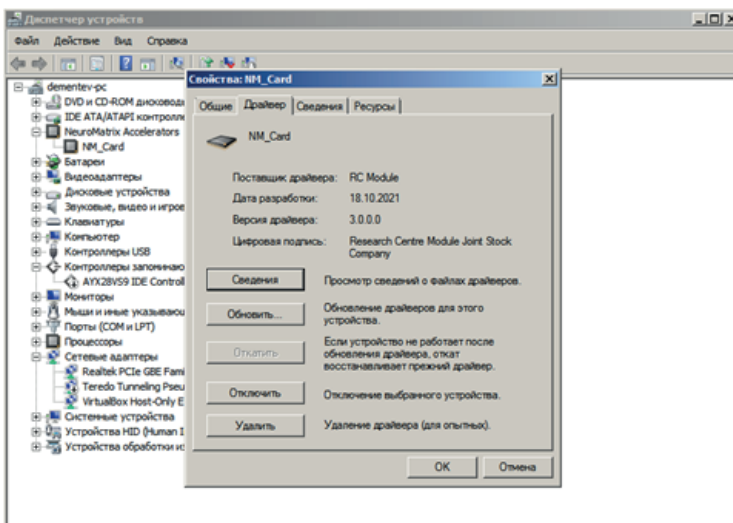 Диспетчер устройств
Файл Действие Вид Справка
dementev-pc
DVD и CD-ROM дисковод
IDE ATA/ATAPI контролле
NeuroMatrix Accelerators
NM_Card
Батареи
Видеоадаптеры
Дисковые устройства
Звуковые, видео и игров
Клавиатуры
Компьютер
Контроллеры USB
Контроллеры запоминаю
AYX28VS9 IDE Control
Мониторы
Мыши и иные указываю
Порты (COM и LPT)
Процессоры
Сетевые адаптеры
Realtek PCIe GBE Fami
Teredo Tunneling Pseu
VirtualBox Host-Only E
Системные устройства
Устройства HID (Human I
Устройства обработки из
Свойства: NM_Card
Общие Драйвер Сведения Ресурсы
NM_Card
Поставщик драйвера: RC Module
Дата разработки: 18.10.2021
Версия драйвера: 3.0.0.0
Цифровая подпись: Research Centre Module Joint Stock
Company
Сведения Просмотр сведений о файлах драйверов.
Обновить... Обновление драйверов для этого
устройства.
Откатить Если устройство не работает после
обновления драйвера, откат
восстанавливает прежний драйвер.
Отключить Отключение выбранного устройства.
Удалить Удаление драйвера (для опытных).
OK Отмена